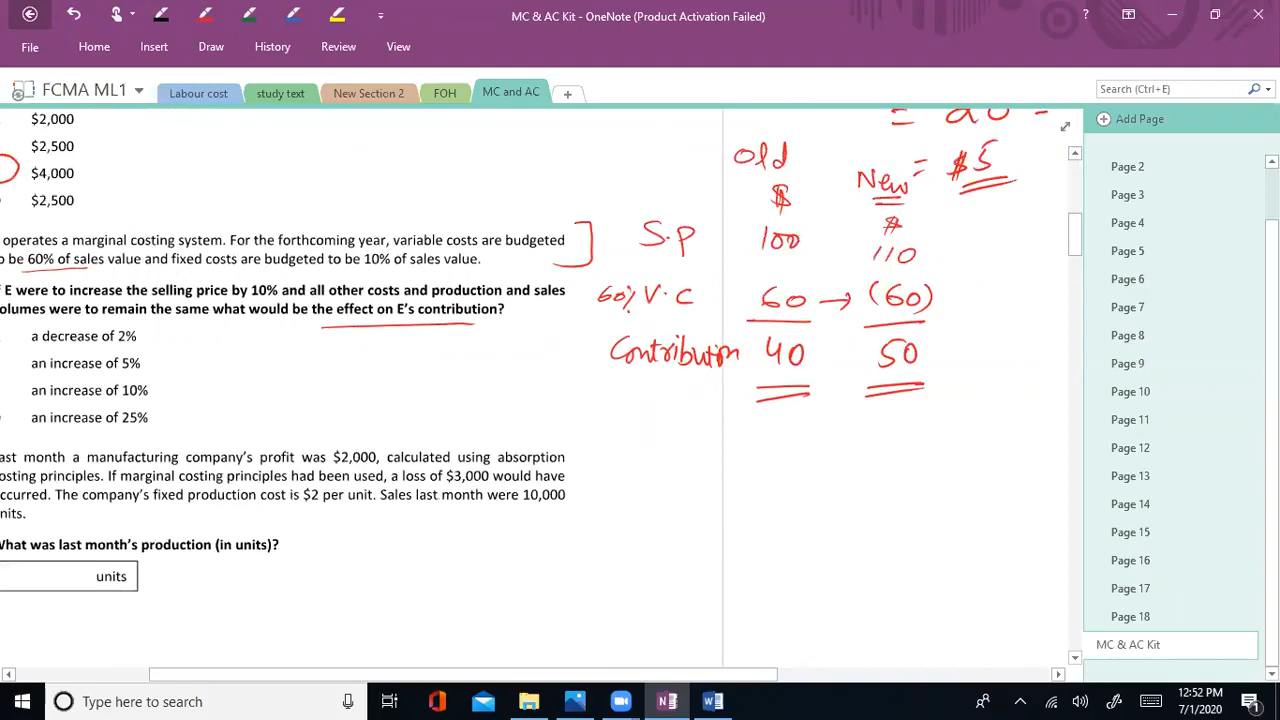 MC & AC Kit - OneNote (Product Activation Failed)
File
Home
Insert
Draw
History
Review
View
FCMA ML1
Labour cost
study text
New Section 2
FOH
MC and AC
Search (Ctrl+E)
Add Page
Page 2
Page 3
Page 4
Page 5
Page 6
Page 7
Page 8
Page 9
Page 10
Page 11
Page 12
Page 13
Page 14
Page 15
Page 16
Page 17
Page 18
MC & AC Kit
$2,000
$2,500
$4,000
$2,500
operates a marginal costing system. For the forthcoming year, variable costs are budgeted
o be 60% of sales value and fixed costs are budgeted to be 10% of sales value.
f E were to increase the selling price by 10% and all other costs and production and sales
olumes were to remain the same what would be the effect on E's contribution?
a decrease of 2%
an increase of 5%
an increase of 10%
an increase of 25%
ast month a manufacturing company's profit was $2,000, calculated using absorption
osting principles. If marginal costing principles had been used, a loss of $3,000 would have
ccurred. The company's fixed production cost is $2 per unit. Sales last month were 10,000
nits.
What was last month's production (in units)?
units
= $5
Old New
$ $
S.P 100 110
60% V.C 60 → (60)
Contribution 40 50
Type here to search
12:52 PM
7/1/2020